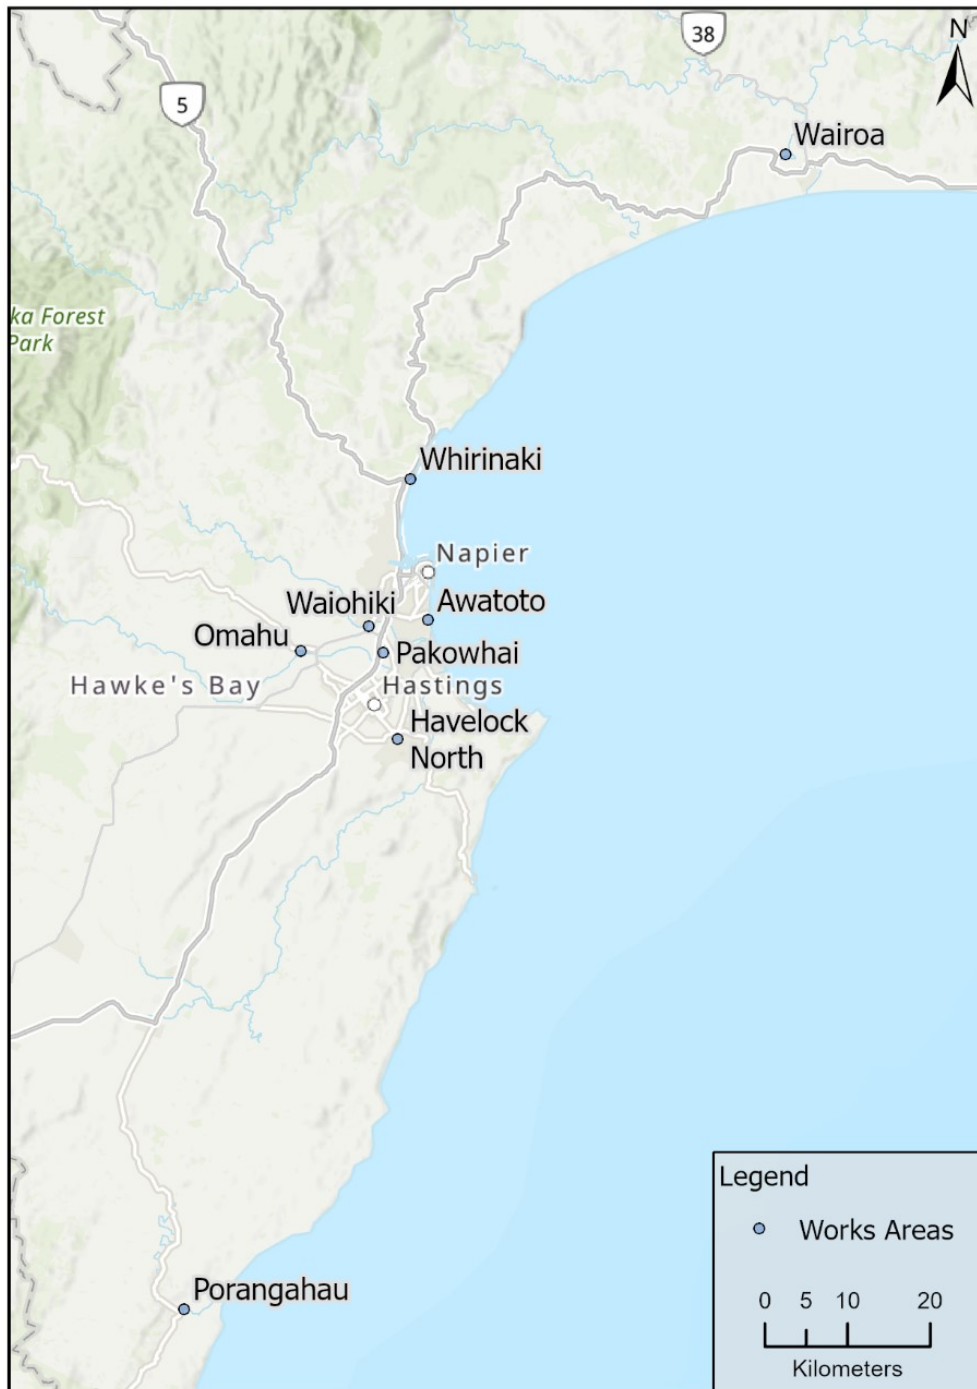 38
N
5
Wairoa
ka Forest
Park
Whirinaki
Napier
Waiohiki
Awatoto
Omahu
Pakowhai
Hawke's Bay
Hastings
Havelock
North
Legend
Works Areas
0 5 10 20
Kilometers
Porangahau